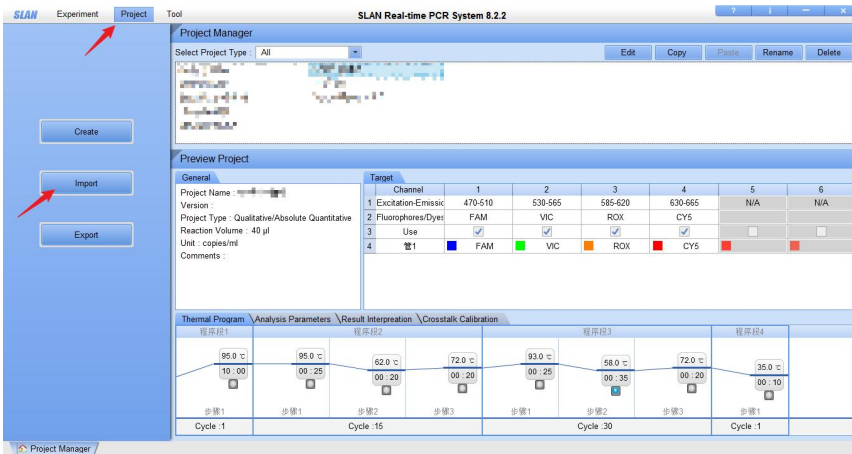 SLAN Experiment Project Tool SLAN Real-time PCR System 8.2.2 ? i
Project Manager
Select Project Type : All Edit Copy Paste Rename Delete
Create
Import
Export
Preview Project
General
Project Name :
Version :
Project Type : Qualitative/Absolute Quantitative
Reaction Volume : 40 µl
Unit : copies/ml
Comments :
Target
Channel 1 2 3 4 5 6
1 Excitation-Emissic 470-510 530-565 585-620 630-665 N/A N/A
2 Fluorophores/Dyes FAM VIC ROX CY5
3 Use
4 管1 FAM VIC ROX CY5
Thermal Program Analysis Parameters Result Interpreation Crosstalk Calibration
程序段1 程序段2 程序段3 程序段4
95.0 ℃ 95.0 ℃ 62.0 ℃ 72.0 ℃ 93.0 ℃ 58.0 ℃ 72.0 ℃ 35.0 ℃
10 : 00 00 : 25 00 : 20 00 : 20 00 : 25 00 : 35 00 : 20 00 : 10
步骤1 步骤1 步骤2 步骤3 步骤1 步骤2 步骤3 步骤1
Cycle :1 Cycle :15 Cycle :30 Cycle :1
Project Manager